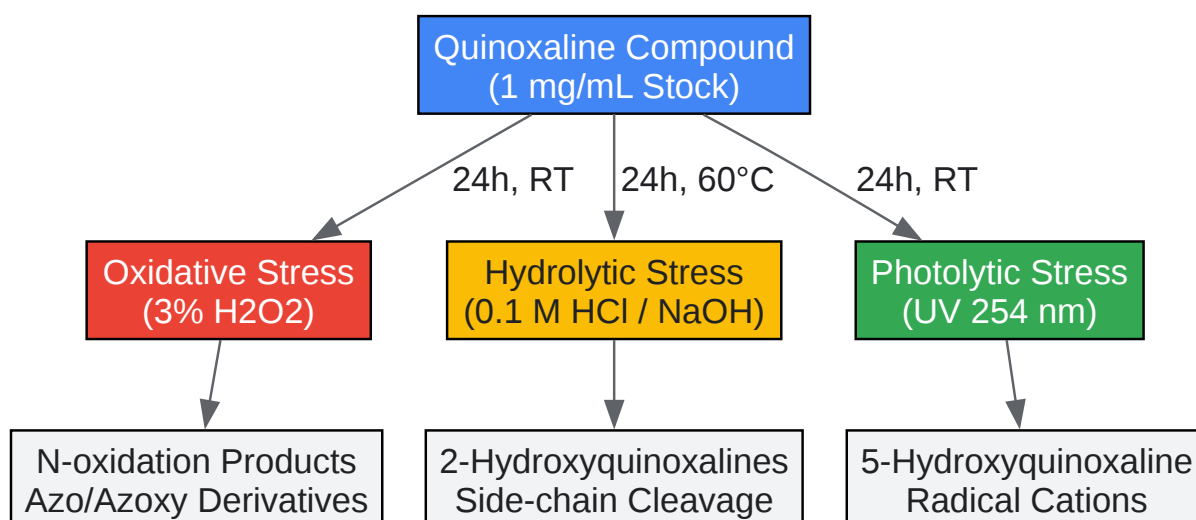 Quinoxaline Compound
(1 mg/mL Stock)
24h, RT
24h, 60°C
24h, RT
Oxidative Stress
(3% H2O2)
Hydrolytic Stress
(0.1 M HCl / NaOH)
Photolytic Stress
(UV 254 nm)
N-oxidation Products
Azo/Azoxy Derivatives
2-Hydroxyquinoxalines
Side-chain Cleavage
5-Hydroxyquinoxaline
Radical Cations